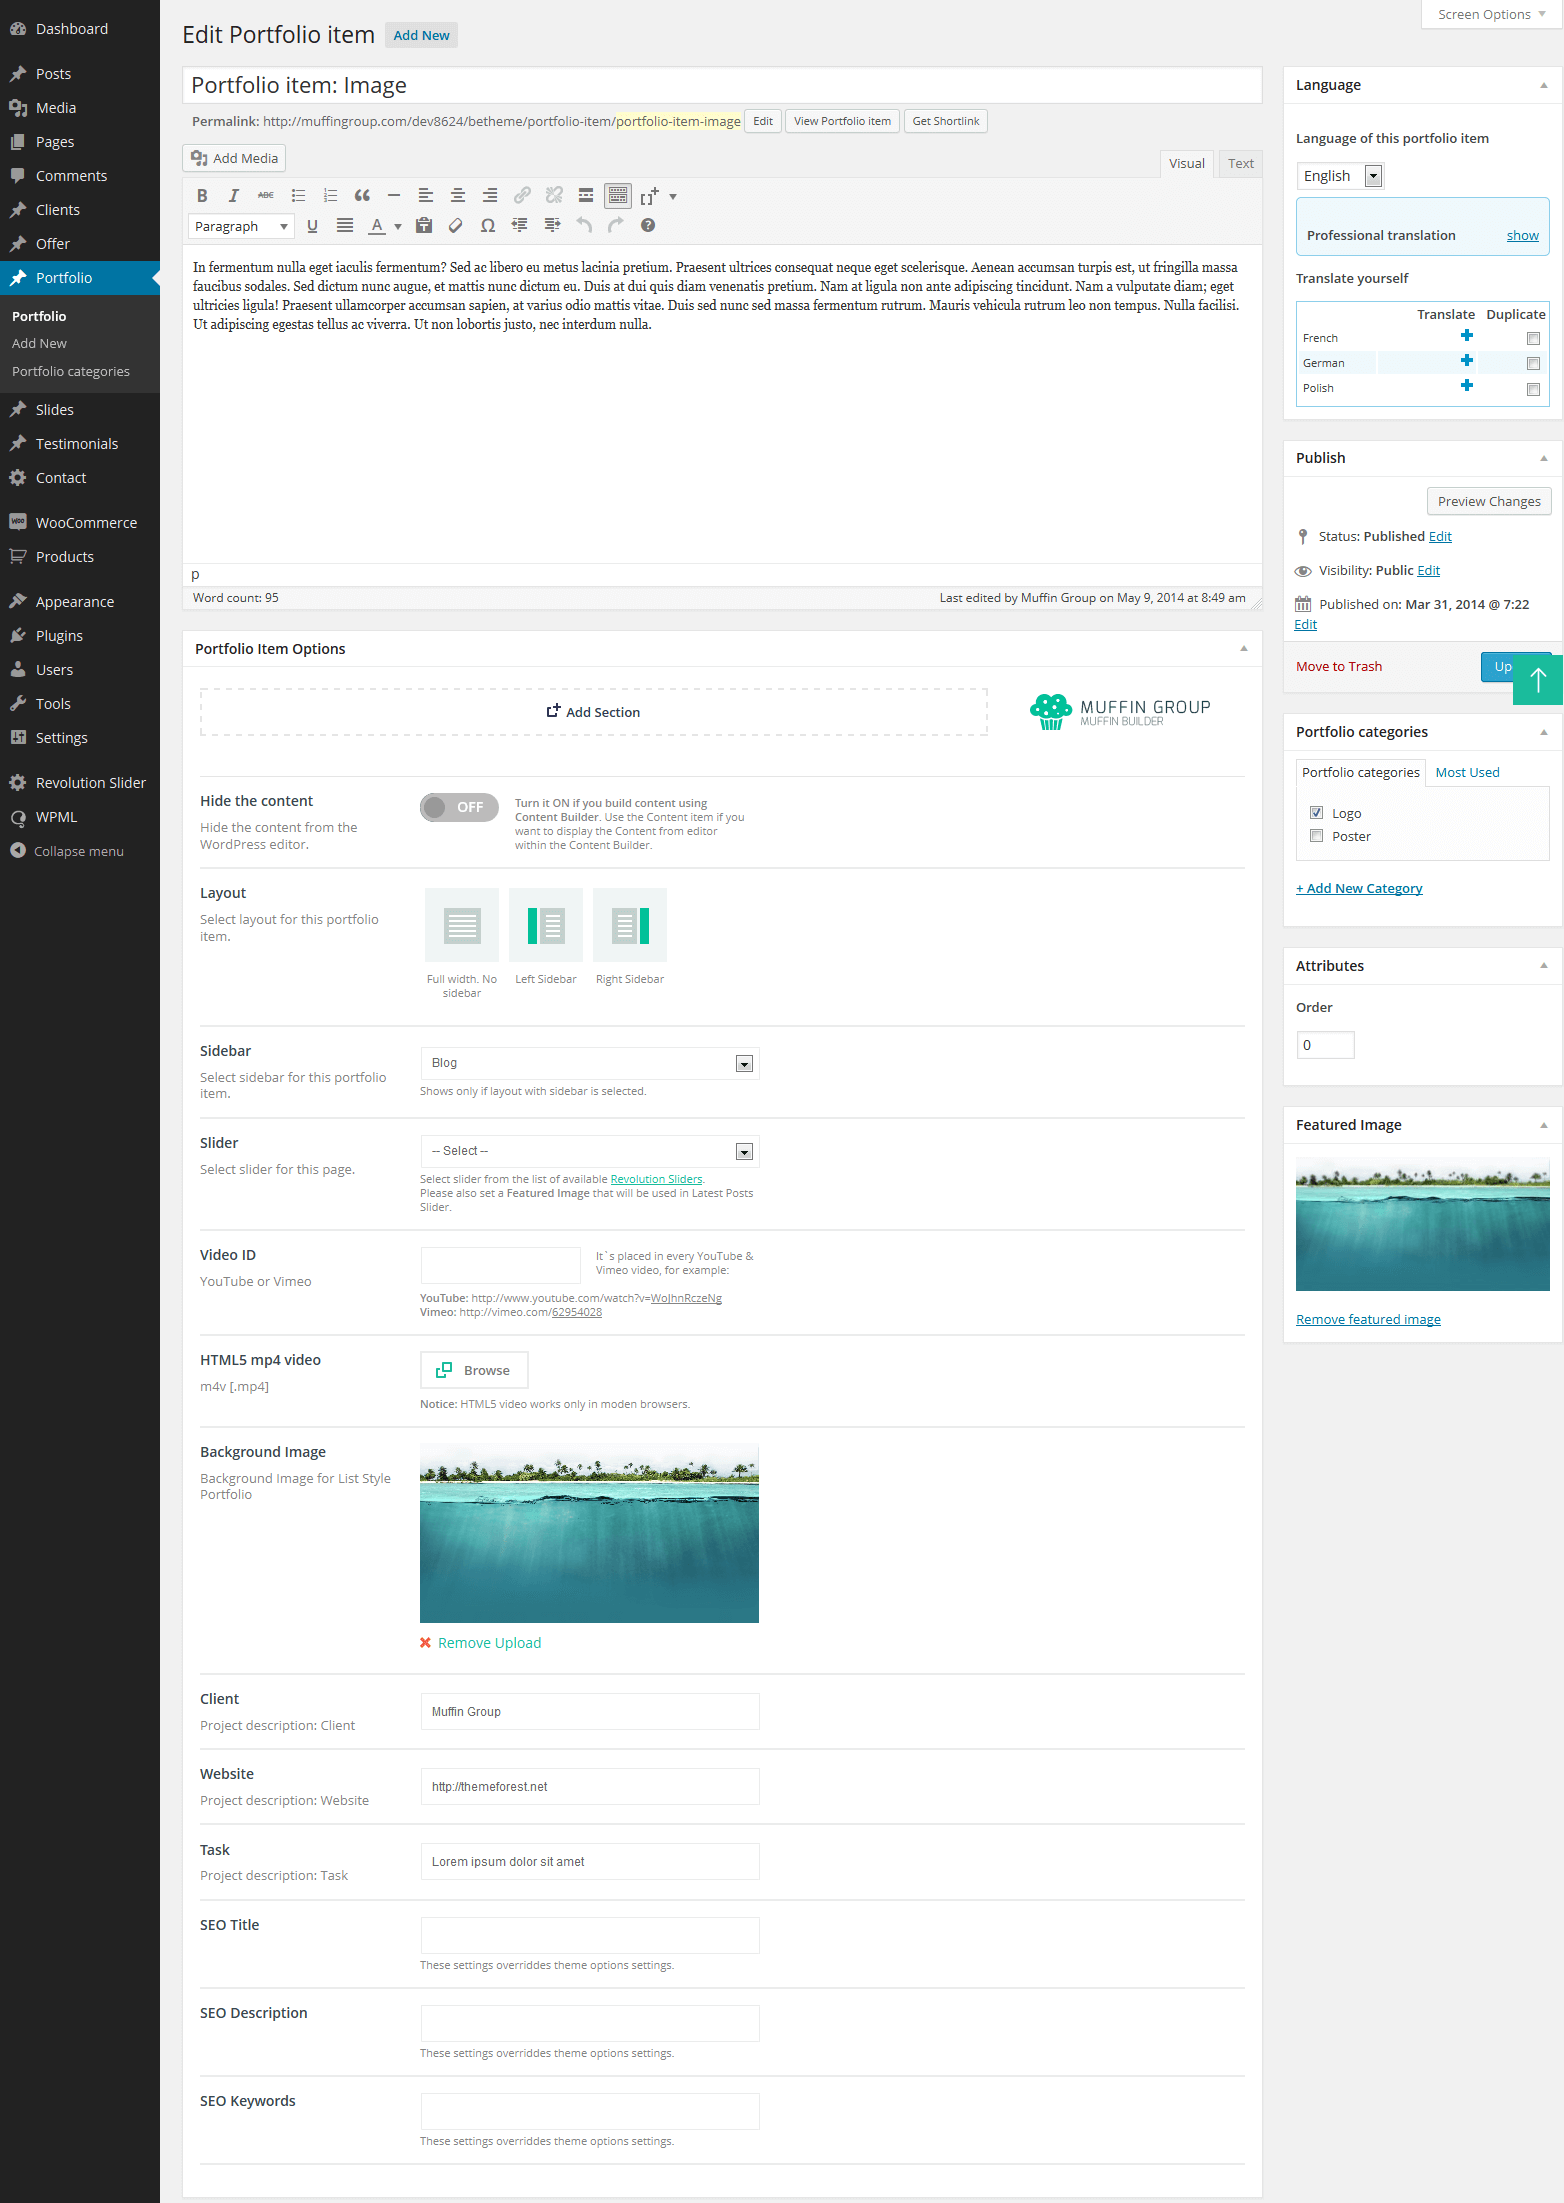 Dashboard
Posts
Media
Pages
Comments
Clients
Offer
Portfolio
Portfolio
Add New
Portfolio categories
Slides
Testimonials
Contact
WOO
WooCommerce
Products
Appearance
Plugins
Users
Tools
Settings
Revolution Slider
WPML
Collapse menu
Screen Options
Edit Portfolio item Add New
Portfolio item: Image
Permalink: http://muffingroup.com/dev8624/betheme/portfolio-item/portfolio-item-image Edit View Portfolio item Get Shortlink
Add Media
Visual Text
B I ABC
Paragraph U A Ω
In fermentum nulla eget iaculis fermentum? Sed ac libero eu metus lacinia pretium. Praesent ultrices consequat neque eget scelerisque. Aenean accumsan turpis est, ut fringilla massa
faucibus sodales. Sed dictum nunc augue, et mattis nunc dictum eu. Duis at dui quis diam venenatis pretium. Nam at ligula non ante adipiscing tincidunt. Nam a vulputate diam; eget
ultricies ligula! Praesent ullamcorper accumsan sapien, at varius odio mattis vitae. Duis sed nunc sed massa fermentum rutrum. Mauris vehicula rutrum leo non tempus. Nulla facilisi.
Ut adipiscing egestas tellus ac viverra. Ut non lobortis justo, nec interdum nulla.
p
Word count: 95
Last edited by Muffin Group on May 9, 2014 at 8:49 am
Portfolio Item Options
Add Section
MUFFIN GROUP
MUFFIN BUILDER
Hide the content
Hide the content from the
WordPress editor.
OFF
Turn it ON if you build content using
Content Builder. Use the Content item if you
want to display the Content from editor
within the Content Builder.
Layout
Select layout for this portfolio
item.
Full width. No
sidebar
Left Sidebar
Right Sidebar
Sidebar
Select sidebar for this portfolio
item.
Blog
Shows only if layout with sidebar is selected.
Slider
Select slider for this page.
-- Select --
Select slider from the list of available Revolution Sliders.
Please also set a Featured Image that will be used in Latest Posts
Slider.
Video ID
YouTube or Vimeo
It`s placed in every YouTube &
Vimeo video, for example:
YouTube: http://www.youtube.com/watch?v=WoJhnRczeNg
Vimeo: http://vimeo.com/62954028
HTML5 mp4 video
m4v [.mp4]
Browse
Notice: HTML5 video works only in moden browsers.
Background Image
Background Image for List Style
Portfolio
Remove Upload
Client
Project description: Client
Muffin Group
Website
Project description: Website
http://themeforest.net
Task
Project description: Task
Lorem ipsum dolor sit amet
SEO Title
These settings overriddes theme options settings.
SEO Description
These settings overriddes theme options settings.
SEO Keywords
These settings overriddes theme options settings.
Language
Language of this portfolio item
English
Professional translation show
Translate yourself
Translate Duplicate
French
German
Polish
Publish
Preview Changes
Status: Published Edit
Visibility: Public Edit
Published on: Mar 31, 2014 @ 7:22
Edit
Move to Trash
Up
Portfolio categories
Portfolio categories Most Used
Logo
Poster
+ Add New Category
Attributes
Order
0
Featured Image
Remove featured image